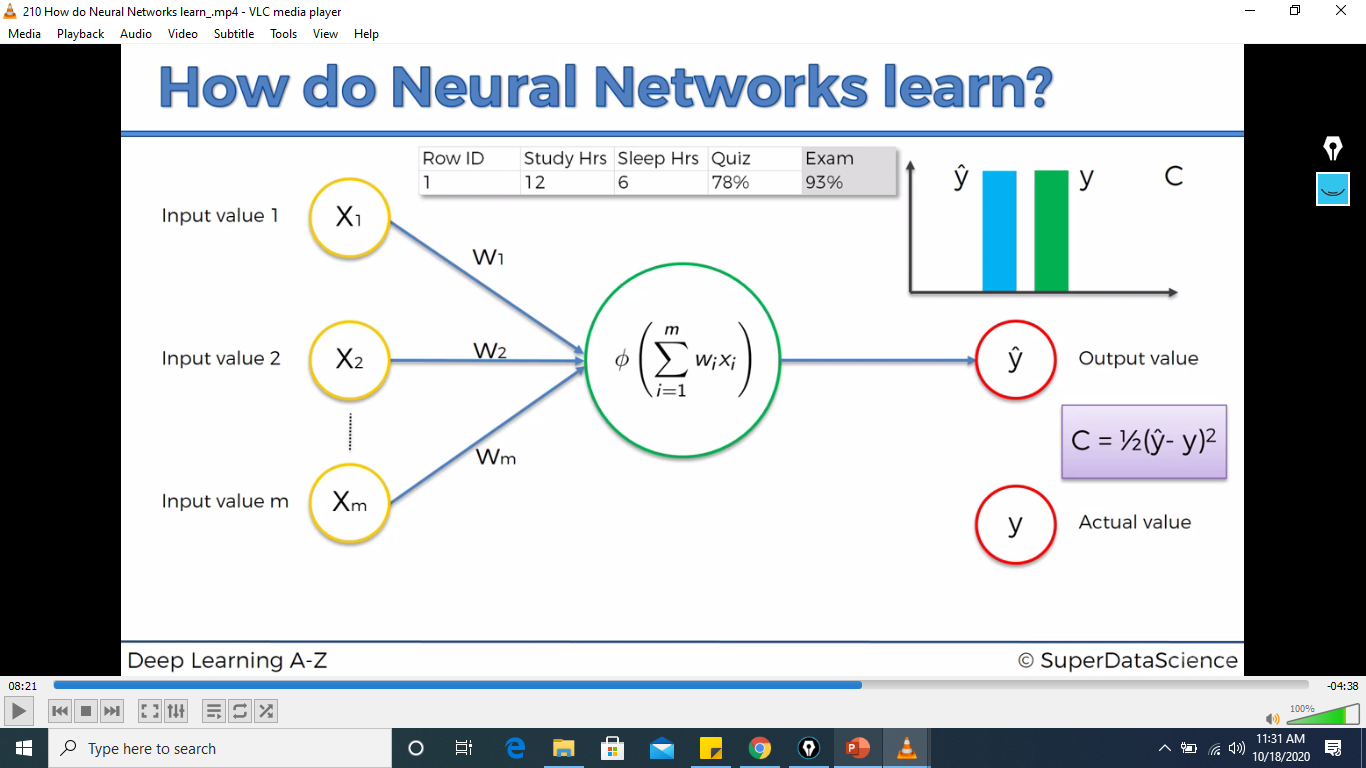 210 How do Neural Networks learn_.mp4 - VLC media player
Media Playback Audio Video Subtitle Tools View Help
How do Neural Networks learn?
Row ID Study Hrs Sleep Hrs Quiz Exam
1 12 6 78% 93%
ŷ y C
Input value 1 X1
W1
Input value 2 X2 W2 ϕ(∑ᵢ₌₁ᵐ wᵢxᵢ) ŷ Output value
C = ½(ŷ- y)²
Wm
Input value m Xm
y Actual value
Deep Learning A-Z © SuperDataScience
08:21 -04:38
100%
Type here to search
11:31 AM
10/18/2020